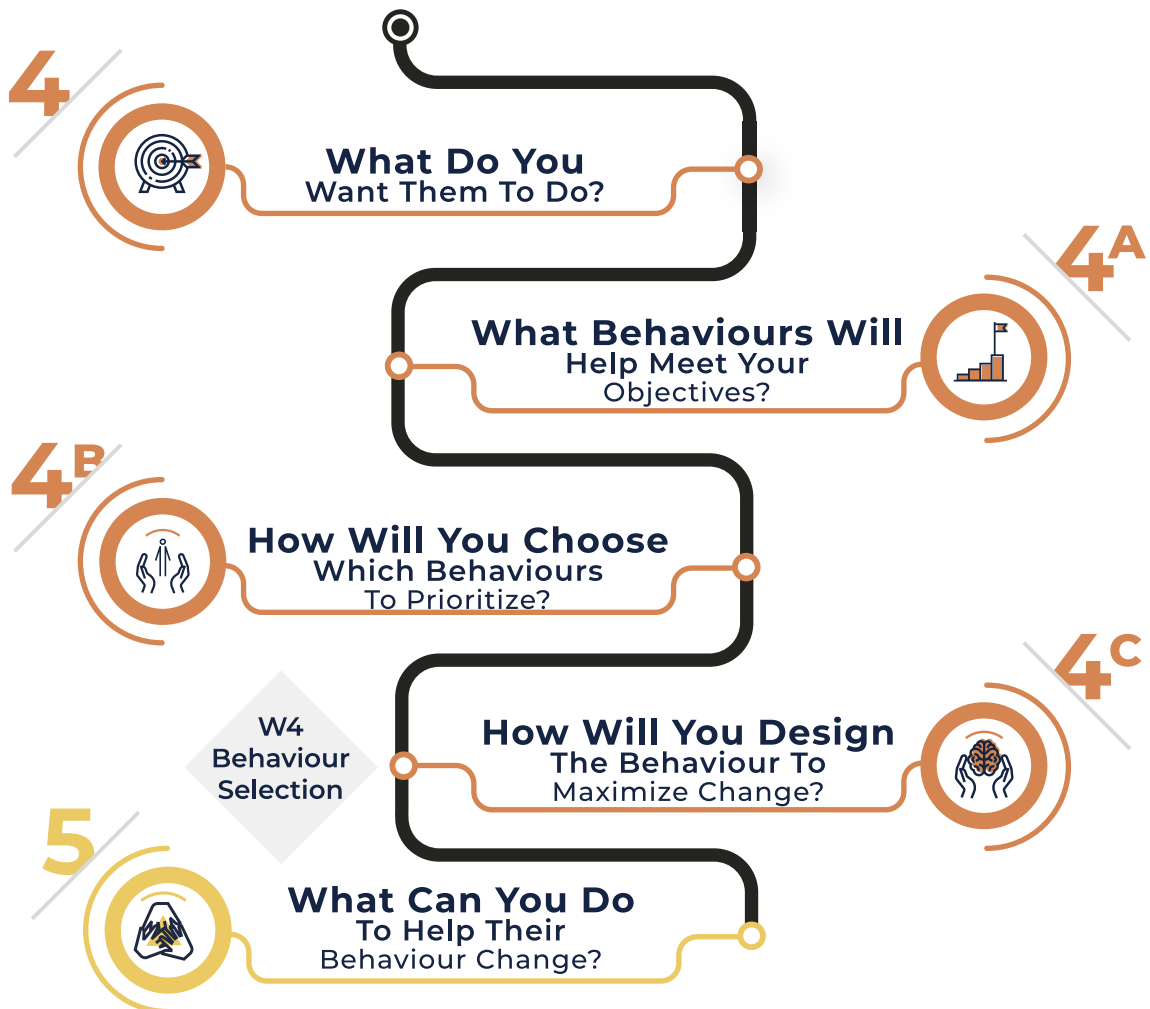 4
What Do You
Want Them To Do?
4A
What Behaviours Will
Help Meet Your
Objectives?
4B
How Will You Choose
Which Behaviours
To Prioritize?
4C
How Will You Design
The Behaviour To
Maximize Change?
W4
Behaviour
Selection
5
What Can You Do
To Help Their
Behaviour Change?